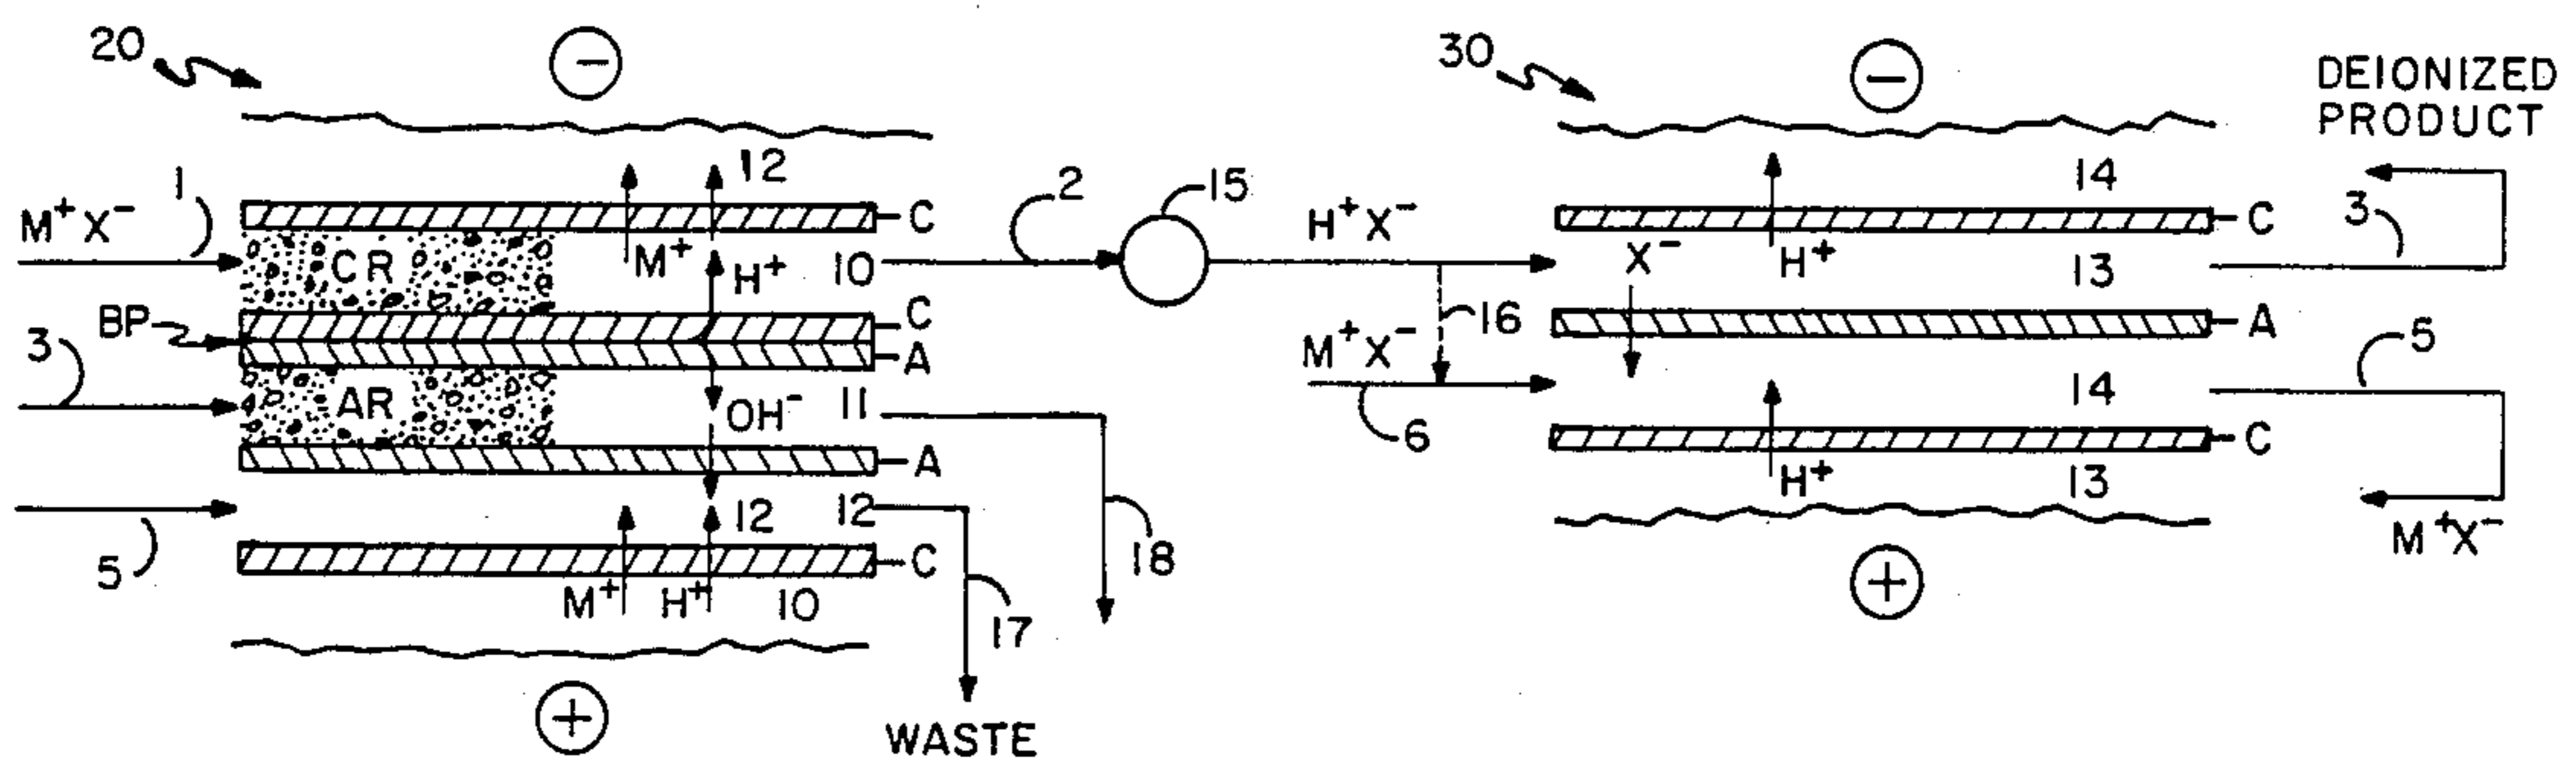 20
−
30
−
DEIONIZED
PRODUCT
1
12
2
15
14
M⁺X⁻
C
H⁺X⁻
C
3
CR
M⁺
H⁺
10
X⁻
H⁺
13
BP
C
16
A
3
A
M⁺X⁻
5
AR
OH⁻
11
14
6
A
C
12
12
H⁺
13
5
C
18
M⁺X⁻
M⁺
H⁺
10
17
+
+
WASTE